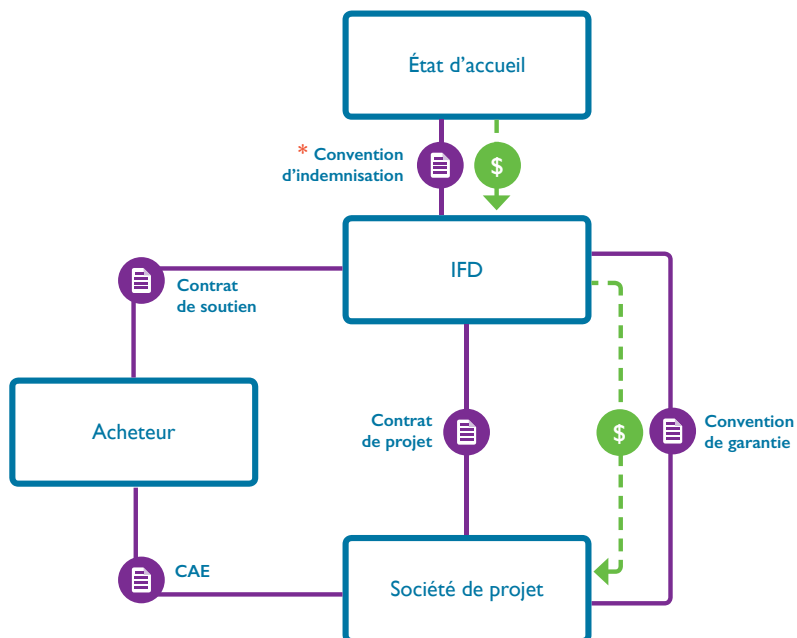 État d’accueil
* Convention
d’indemnisation
$
IFD
Contrat
de soutien
Acheteur
Contrat
de projet
$
Convention
de garantie
CAE
Société de projet